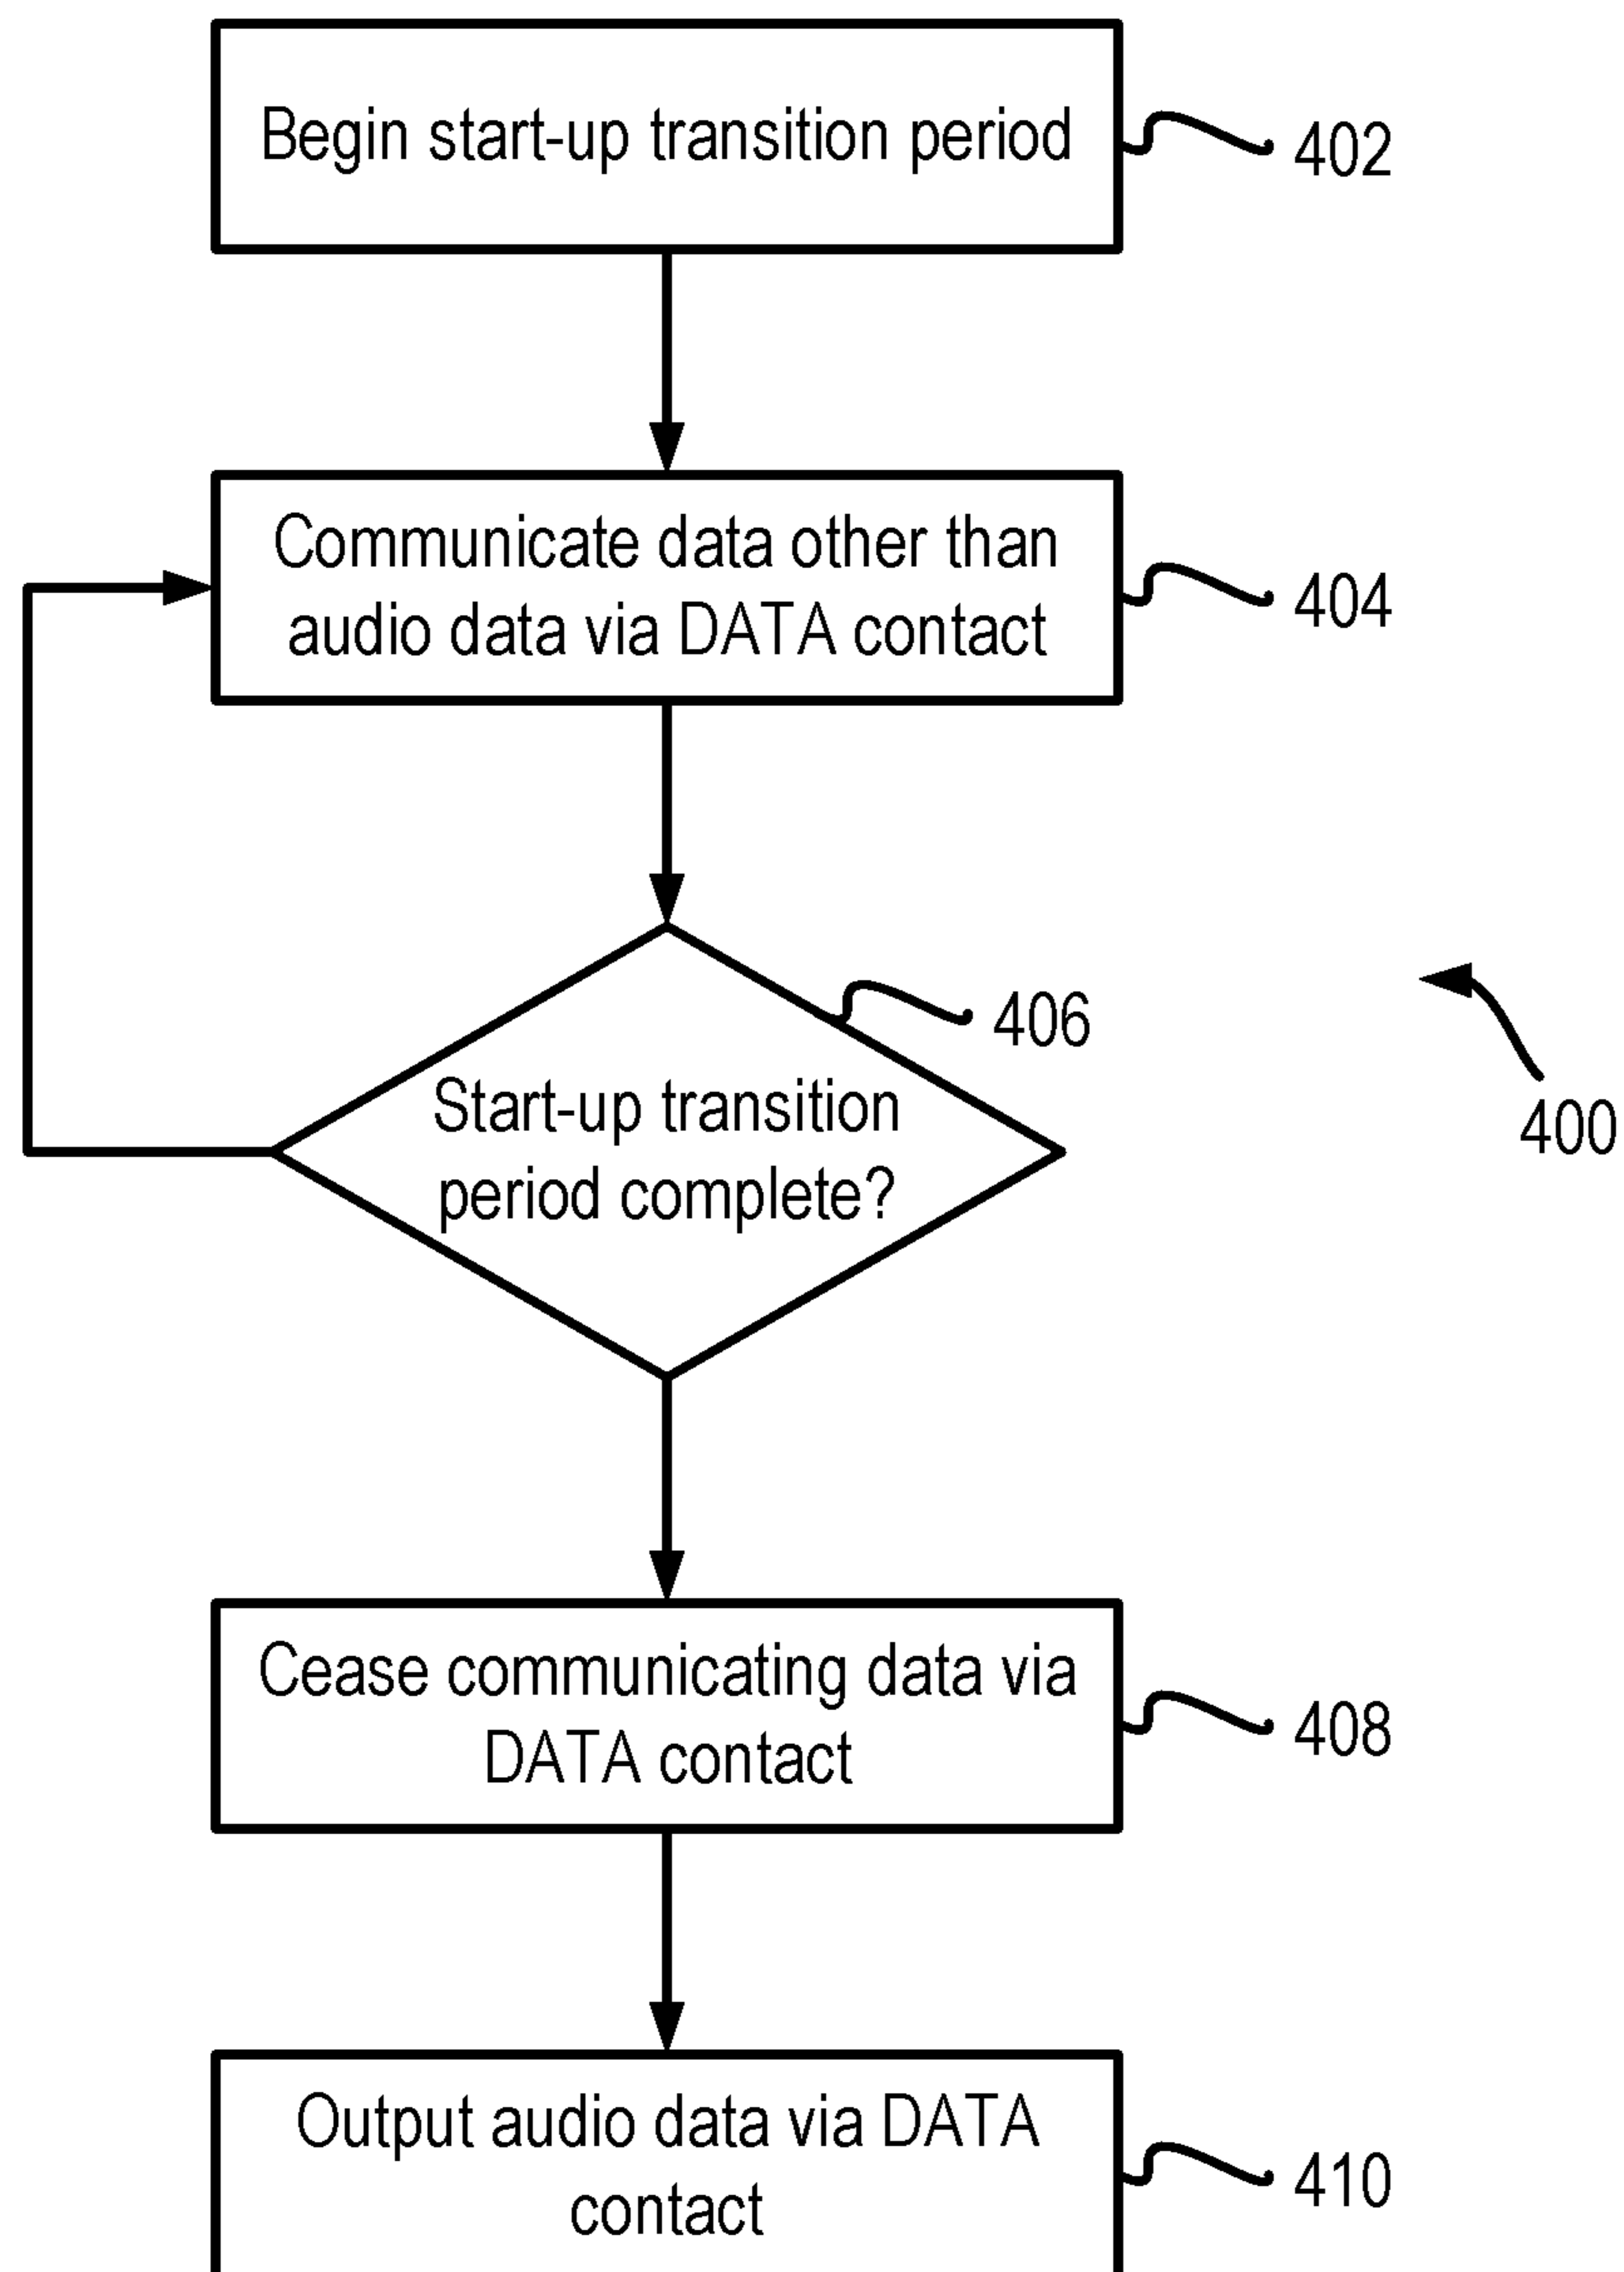 Begin start-up transition period
402
Communicate data other than
audio data via DATA contact
404
406
Start-up transition
period complete?
400
Cease communicating data via
DATA contact
408
Output audio data via DATA
contact
410